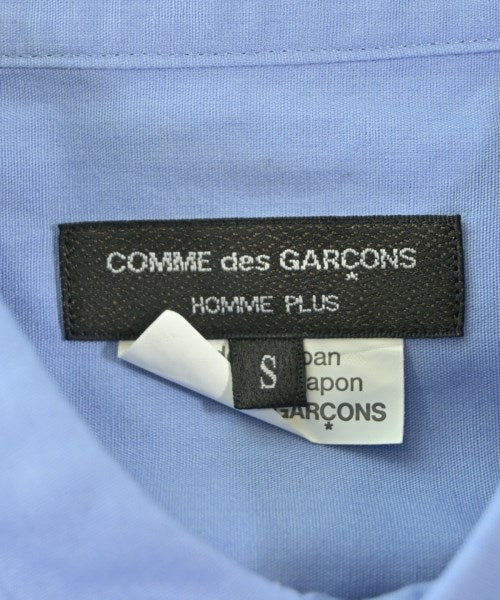 COMME des GARÇONS
*
HOMME PLUS
S
pan
apon
GARÇONS
*